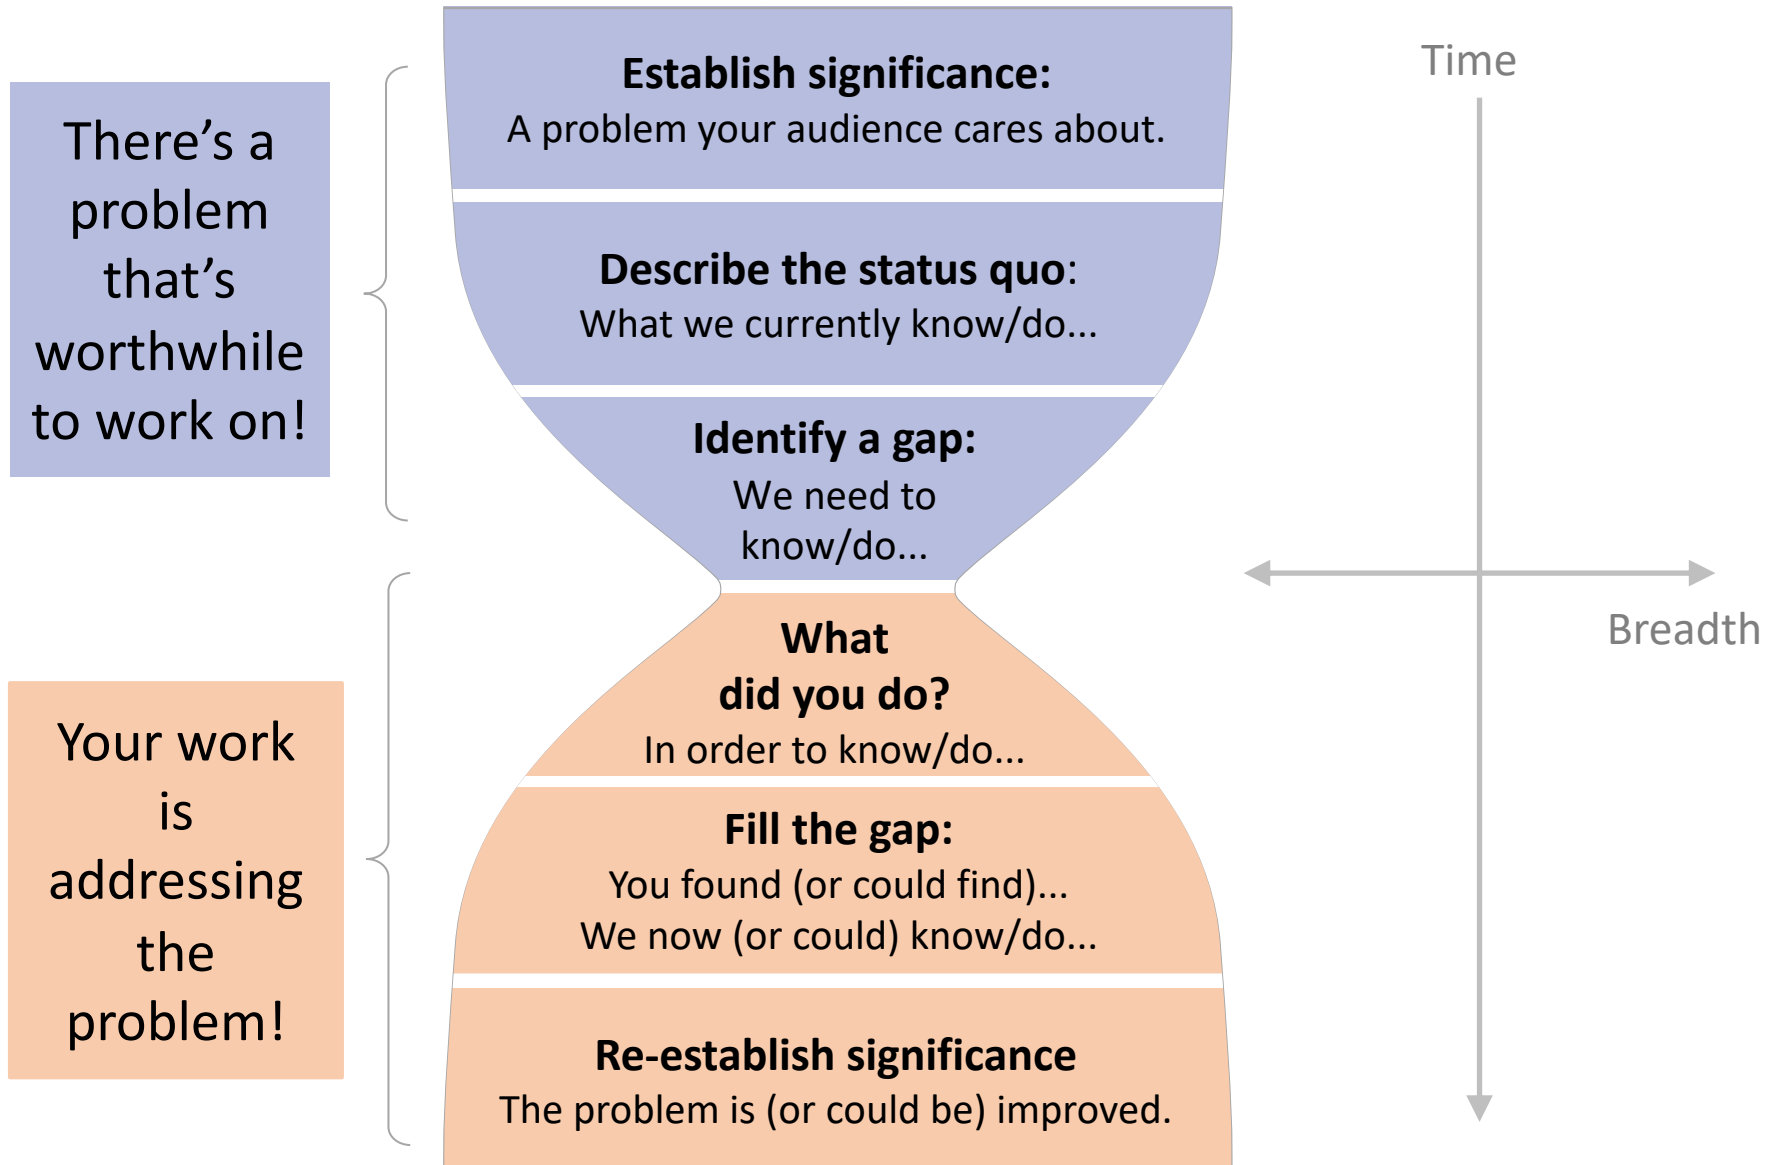 There’s a
problem
that’s
worthwhile
to work on!
Establish significance:
A problem your audience cares about.
Describe the status quo:
What we currently know/do...
Identify a gap:
We need to
know/do...
Your work
is
addressing
the
problem!
What
did you do?
In order to know/do...
Fill the gap:
You found (or could find)...
We now (or could) know/do...
Re-establish significance
The problem is (or could be) improved.
Time
Breadth